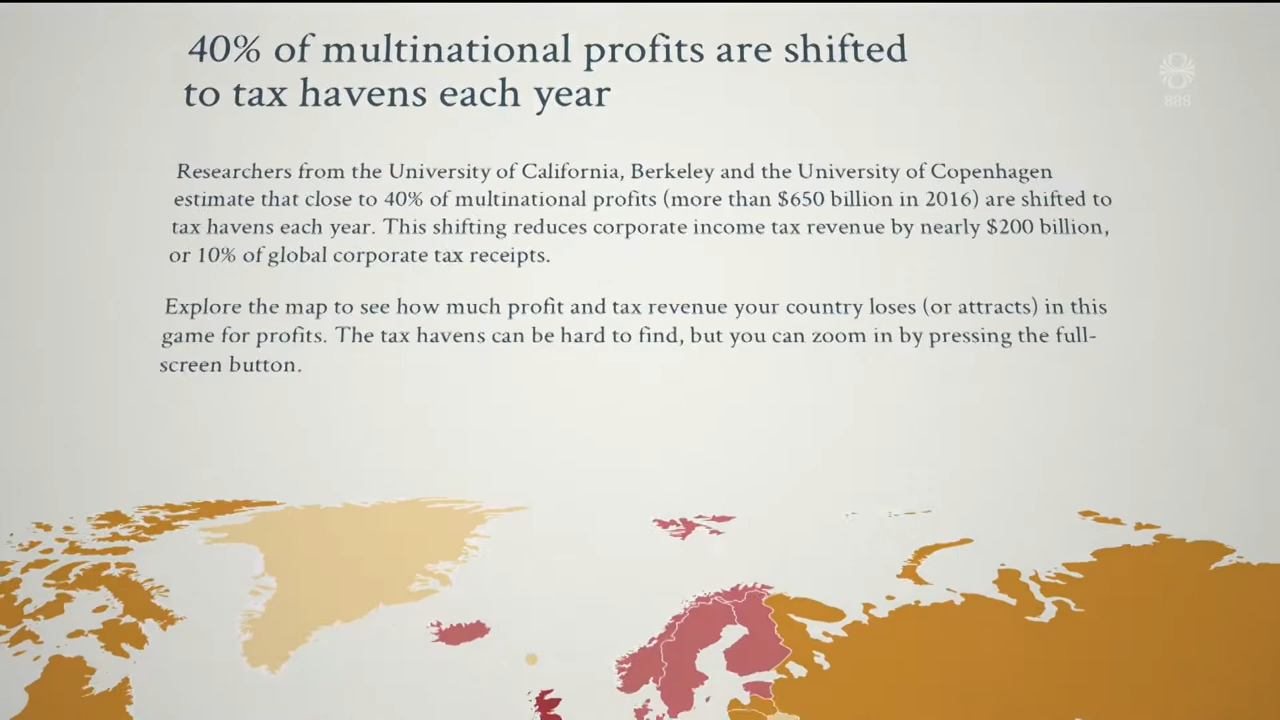 40% of multinational profits are shifted
to tax havens each year
888
Researchers from the University of California, Berkeley and the University of Copenhagen
estimate that close to 40% of multinational profits (more than $650 billion in 2016) are shifted to
tax havens each year. This shifting reduces corporate income tax revenue by nearly $200 billion,
or 10% of global corporate tax receipts.
Explore the map to see how much profit and tax revenue your country loses (or attracts) in this
game for profits. The tax havens can be hard to find, but you can zoom in by pressing the full-
screen button.